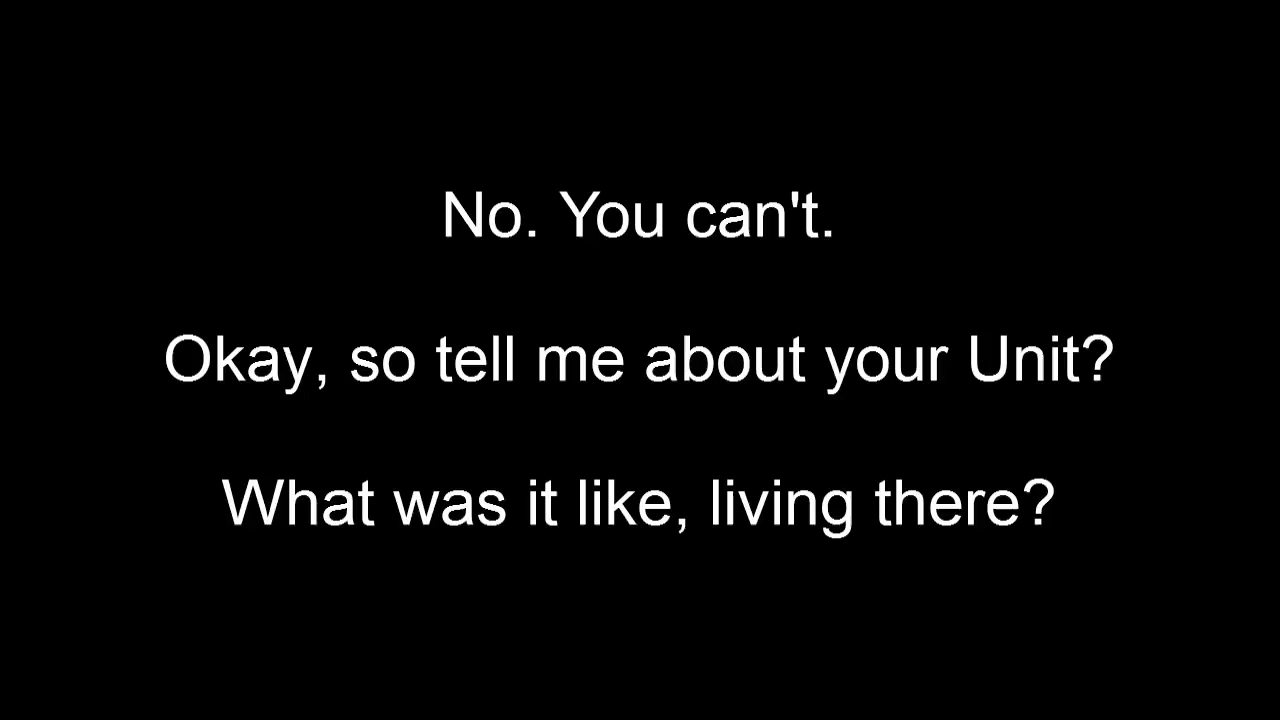 No. You can't.
Okay, so tell me about your Unit?
What was it like, living there?